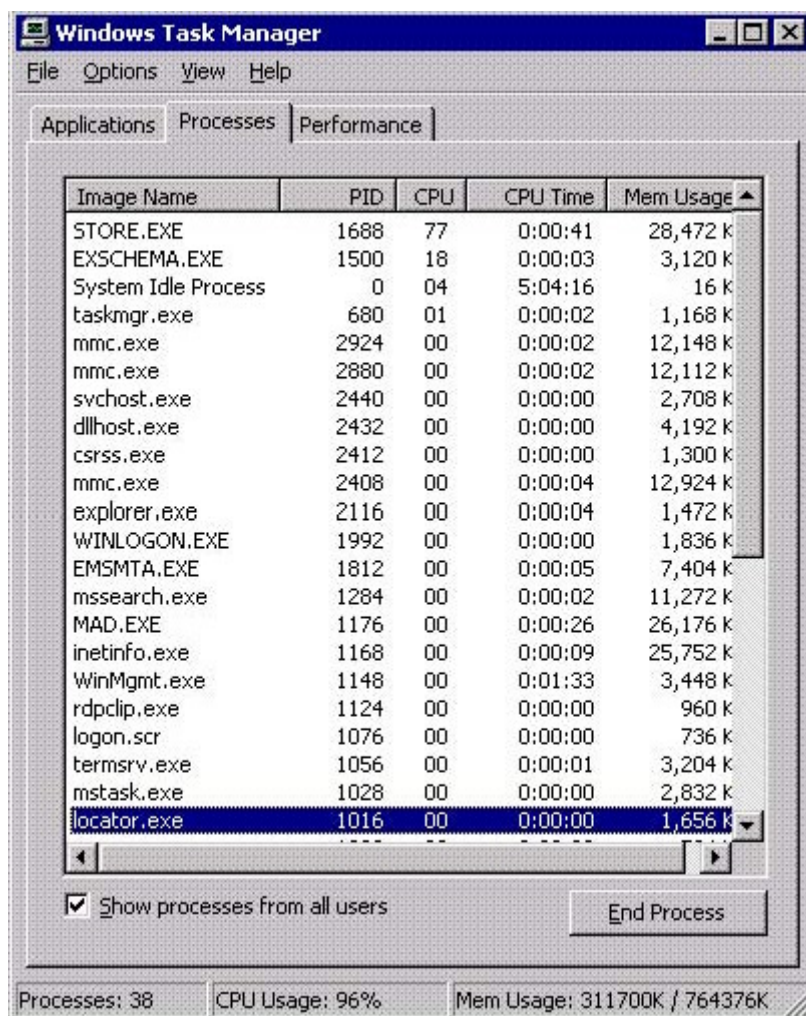 Windows Task Manager
File Options View Help
Applications Processes Performance
Image Name PID CPU CPU Time Mem Usage
STORE.EXE 1688 77 0:00:41 28,472 K
EXSCHEMA.EXE 1500 18 0:00:03 3,120 K
System Idle Process 0 04 5:04:16 16 K
taskmgr.exe 680 01 0:00:02 1,168 K
mmc.exe 2924 00 0:00:02 12,148 K
mmc.exe 2880 00 0:00:02 12,112 K
svchost.exe 2440 00 0:00:00 2,708 K
dllhost.exe 2432 00 0:00:00 4,192 K
csrss.exe 2412 00 0:00:00 1,300 K
mmc.exe 2408 00 0:00:04 12,924 K
explorer.exe 2116 00 0:00:04 1,472 K
WINLOGON.EXE 1992 00 0:00:00 1,836 K
EMSMTA.EXE 1812 00 0:00:05 7,404 K
mssearch.exe 1284 00 0:00:02 11,272 K
MAD.EXE 1176 00 0:00:26 26,176 K
inetinfo.exe 1168 00 0:00:09 25,752 K
WinMgmt.exe 1148 00 0:01:33 3,448 K
rdpclip.exe 1124 00 0:00:00 960 K
logon.scr 1076 00 0:00:00 736 K
termsrv.exe 1056 00 0:00:01 3,204 K
mstask.exe 1028 00 0:00:00 2,832 K
locator.exe 1016 00 0:00:00 1,656 K
Show processes from all users
End Process
Processes: 38 CPU Usage: 96% Mem Usage: 311700K / 764376K